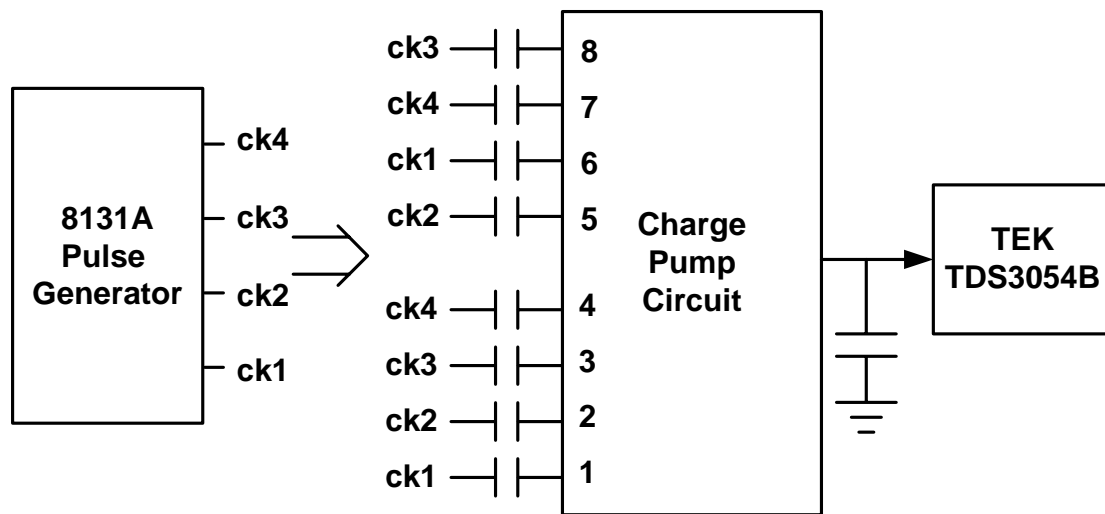 8131A
Pulse
Generator
ck4
ck3
ck2
ck1
ck3 8
ck4 7
ck1 6
ck2 5
ck4 4
ck3 3
ck2 2
ck1 1
Charge
Pump
Circuit
TEK
TDS3054B